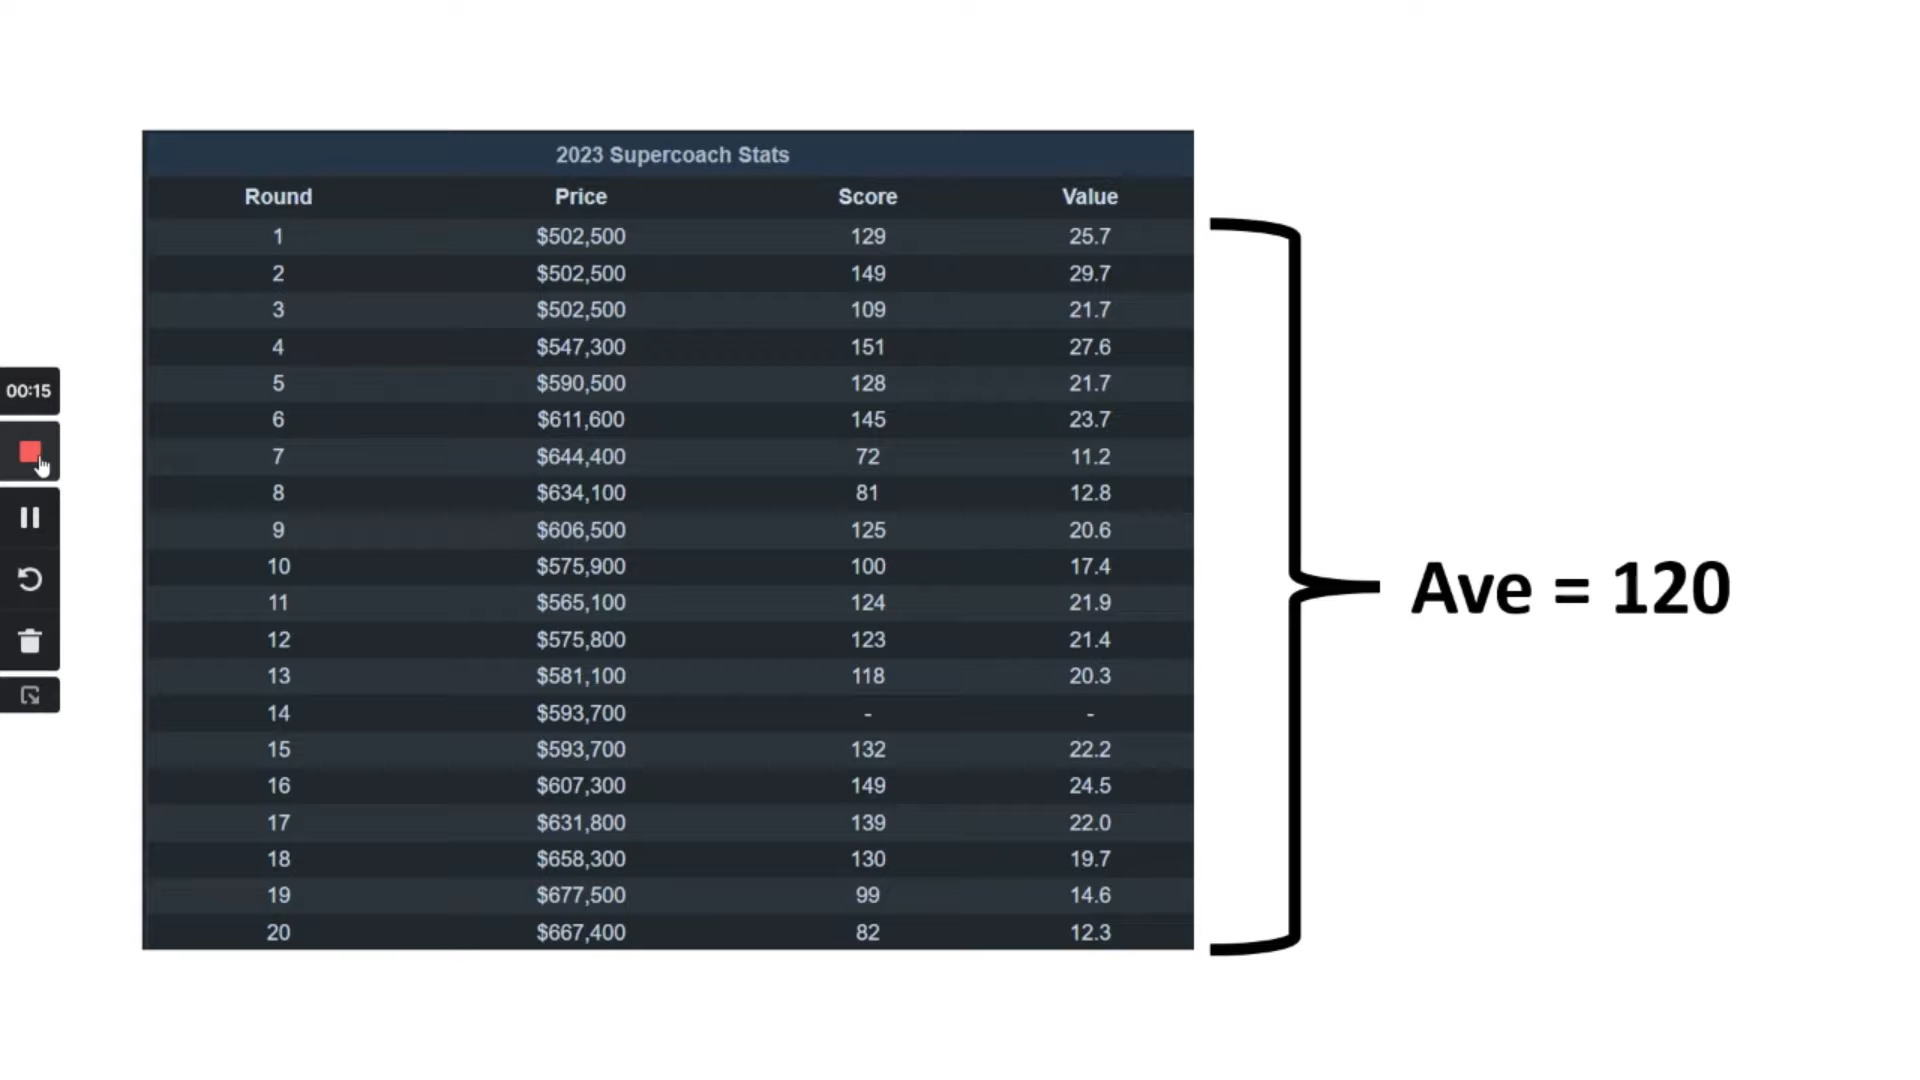 2023 Supercoach Stats
Round Price Score Value
1 $502,500 129 25.7
2 $502,500 149 29.7
3 $502,500 109 21.7
4 $547,300 151 27.6
5 $590,500 128 21.7
6 $611,600 145 23.7
7 $644,400 72 11.2
8 $634,100 81 12.8
9 $606,500 125 20.6
10 $575,900 100 17.4
11 $565,100 124 21.9
12 $575,800 123 21.4
13 $581,100 118 20.3
14 $593,700 - -
15 $593,700 132 22.2
16 $607,300 149 24.5
17 $631,800 139 22.0
18 $658,300 130 19.7
19 $677,500 99 14.6
20 $667,400 82 12.3
Ave = 120
00:15